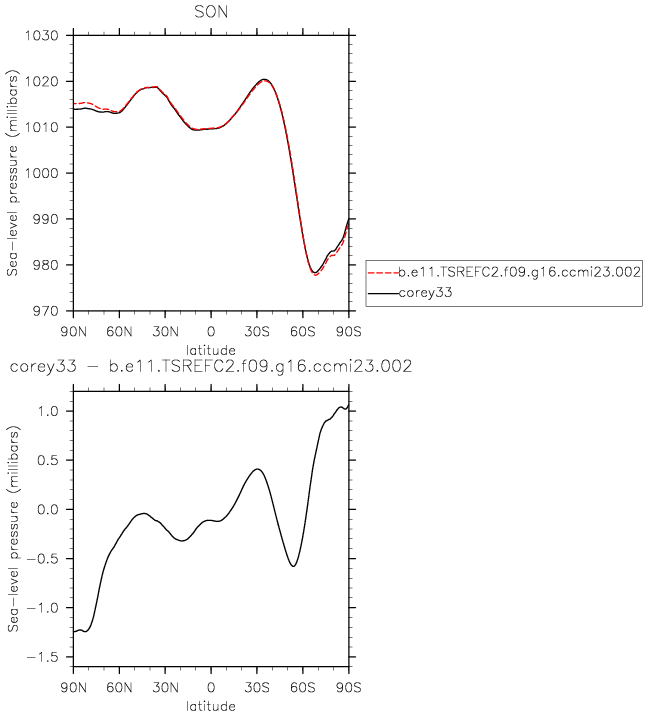 SON
1030
1020
1010
1000
990
980
970
Sea-level pressure (millibars)
90N 60N 30N 0 30S 60S 90S
latitude
b.e11.TSREFC2.f09.g16.ccmi23.002
corey33
corey33 - b.e11.TSREFC2.f09.g16.ccmi23.002
1.0
0.5
0.0
-0.5
-1.0
-1.5
Sea-level pressure (millibars)
90N 60N 30N 0 30S 60S 90S
latitude